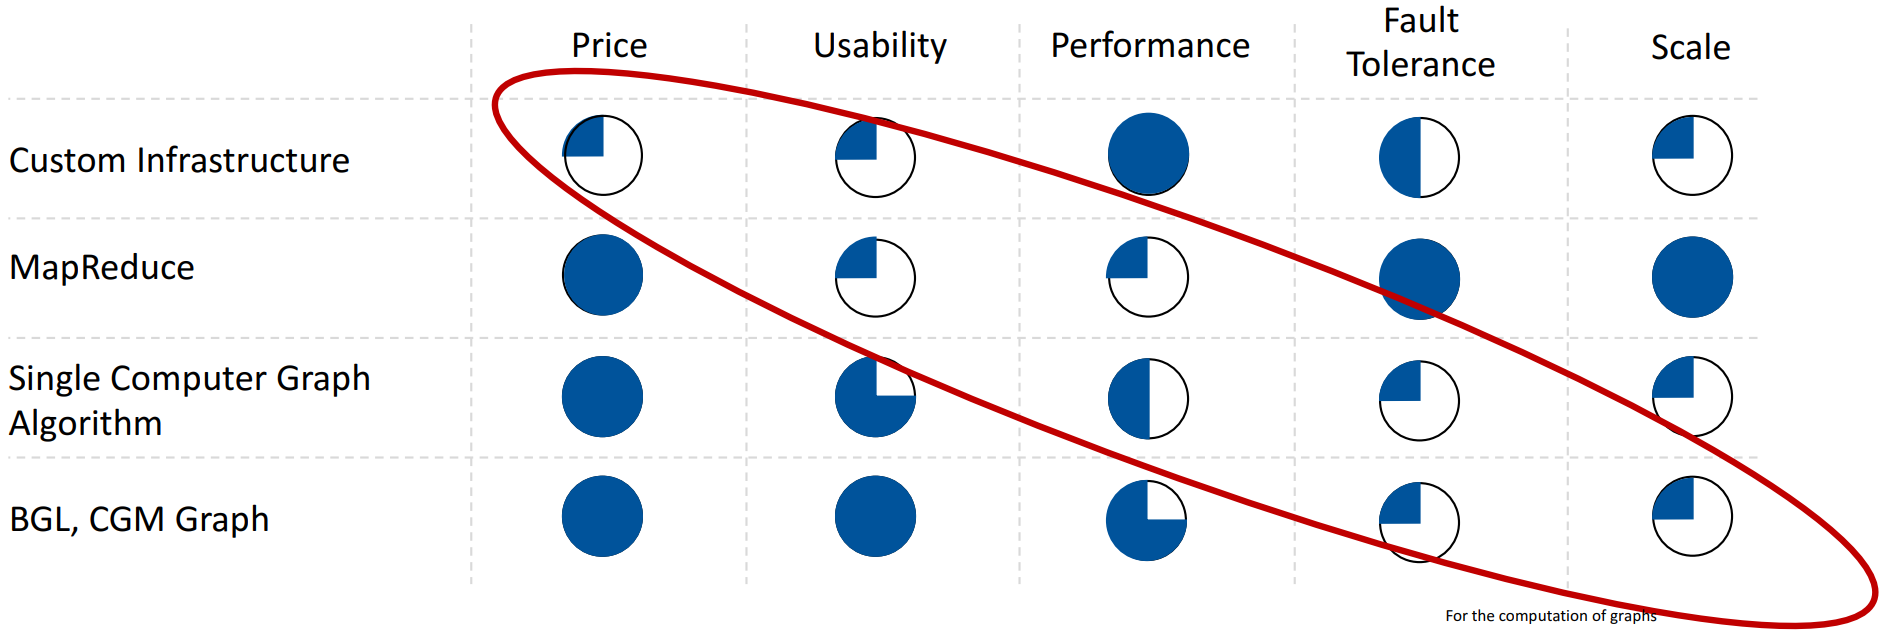 Price
Usability
Performance
Fault
Tolerance
Scale
Custom Infrastructure
MapReduce
Single Computer Graph
Algorithm
BGL, CGM Graph
For the computation of graphs